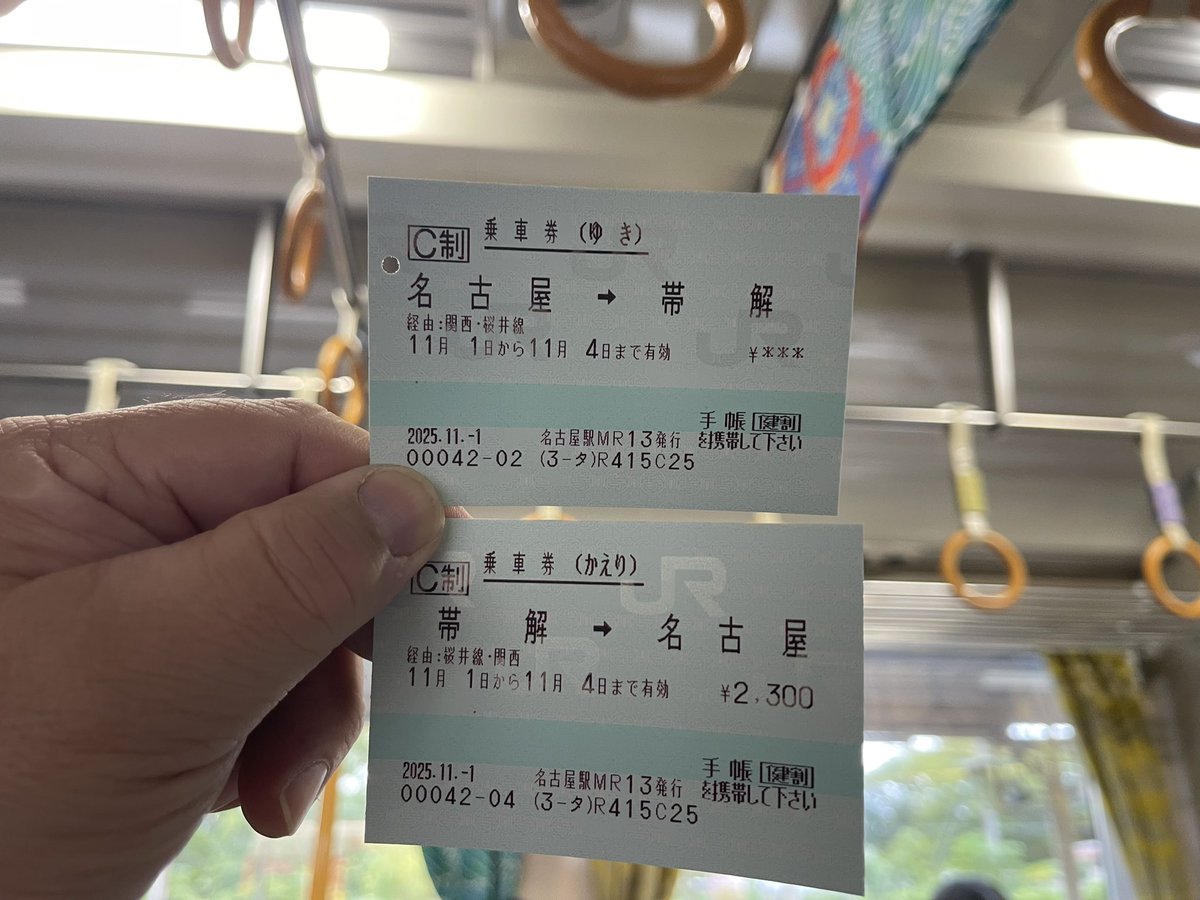 C制 乗車券(ゆき)
名古屋 → 帯解
経由:関西・桜井線
11月 1日から11月 4日まで有効 ¥***
手帳 健割
2025.11.-1 名古屋駅MR13発行 を携帯して下さい
00042-02 (3-タ)R415C25
C制 乗車券(かえり)
帯解 → 名古屋
経由:桜井線・関西
11月 1日から11月 4日まで有効 ¥2,300
手帳 健割
2025.11.-1 名古屋駅MR13発行 を携帯して下さい
00042-04 (3-タ)R415C25
JR